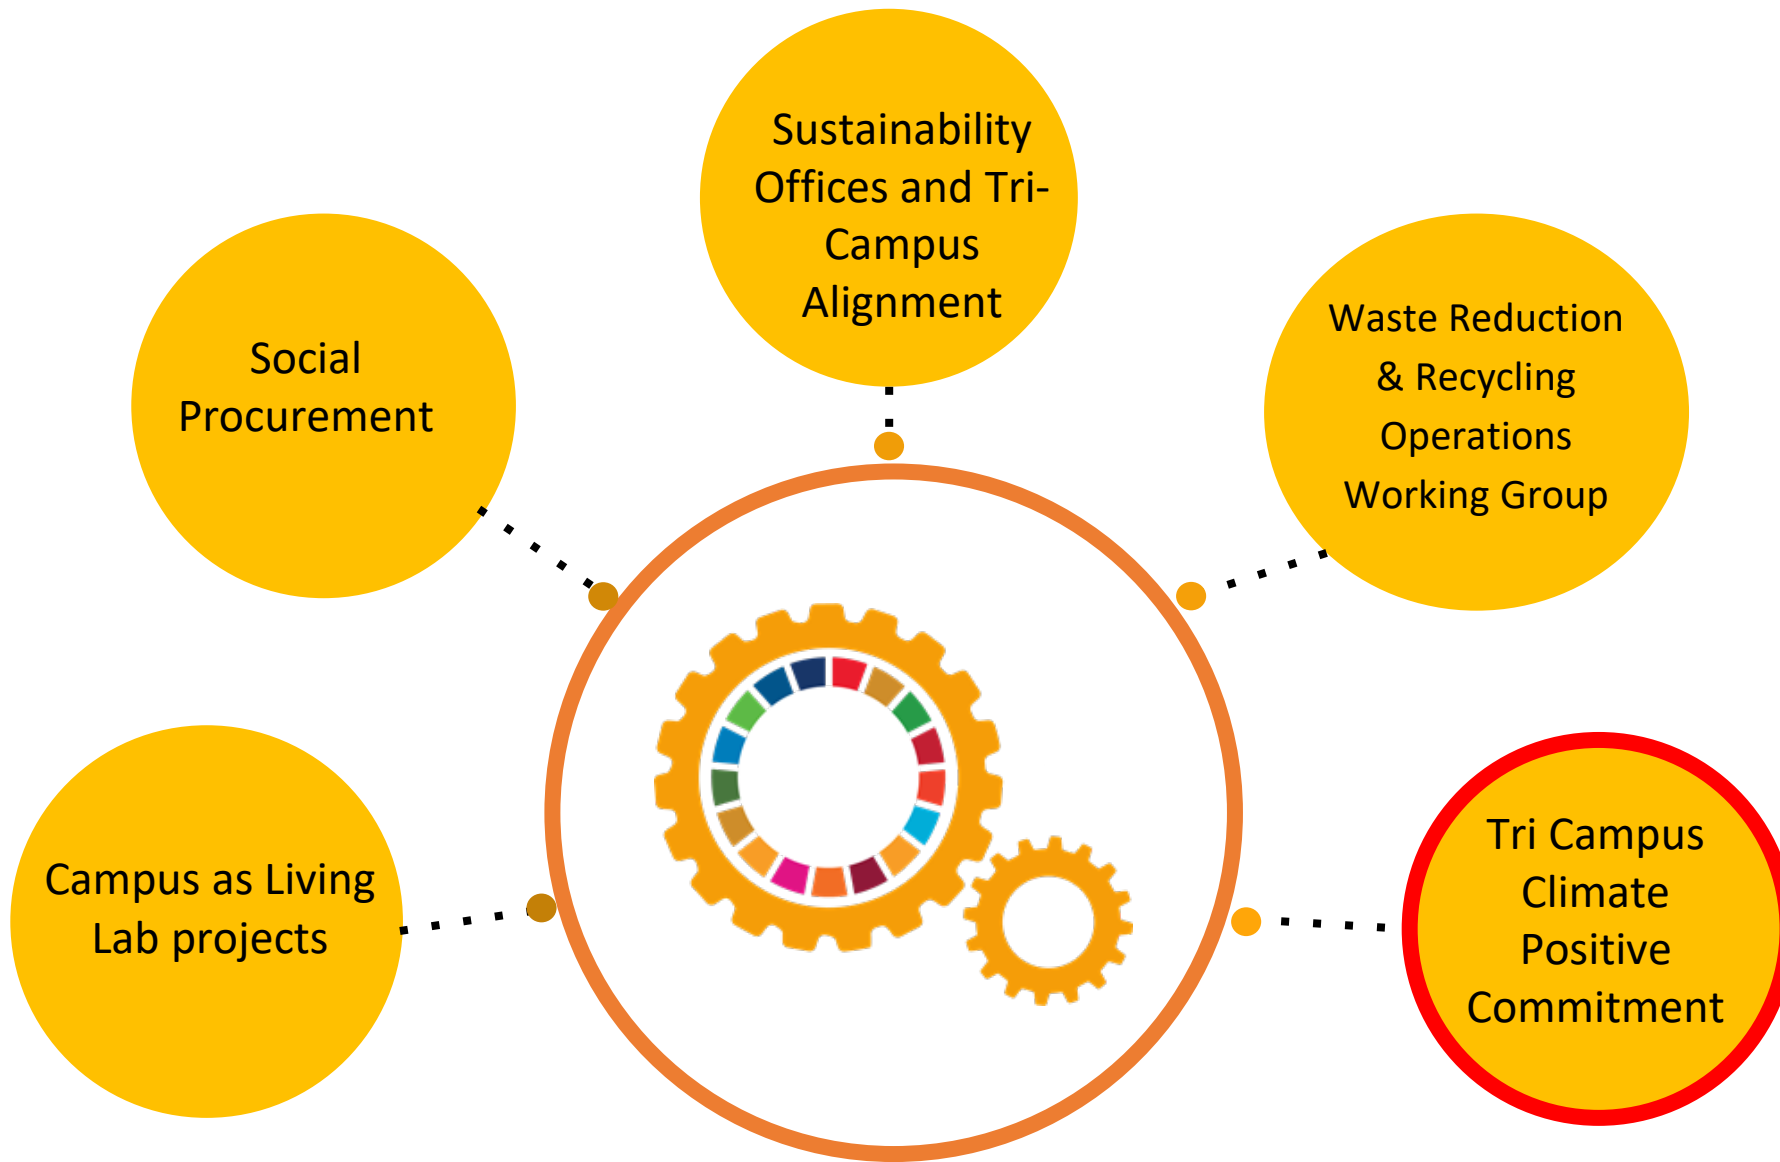 Sustainability
Offices and Tri-
Campus
Alignment
Social
Procurement
Waste Reduction
& Recycling
Operations
Working Group
Campus as Living
Lab projects
Tri Campus
Climate
Positive
Commitment